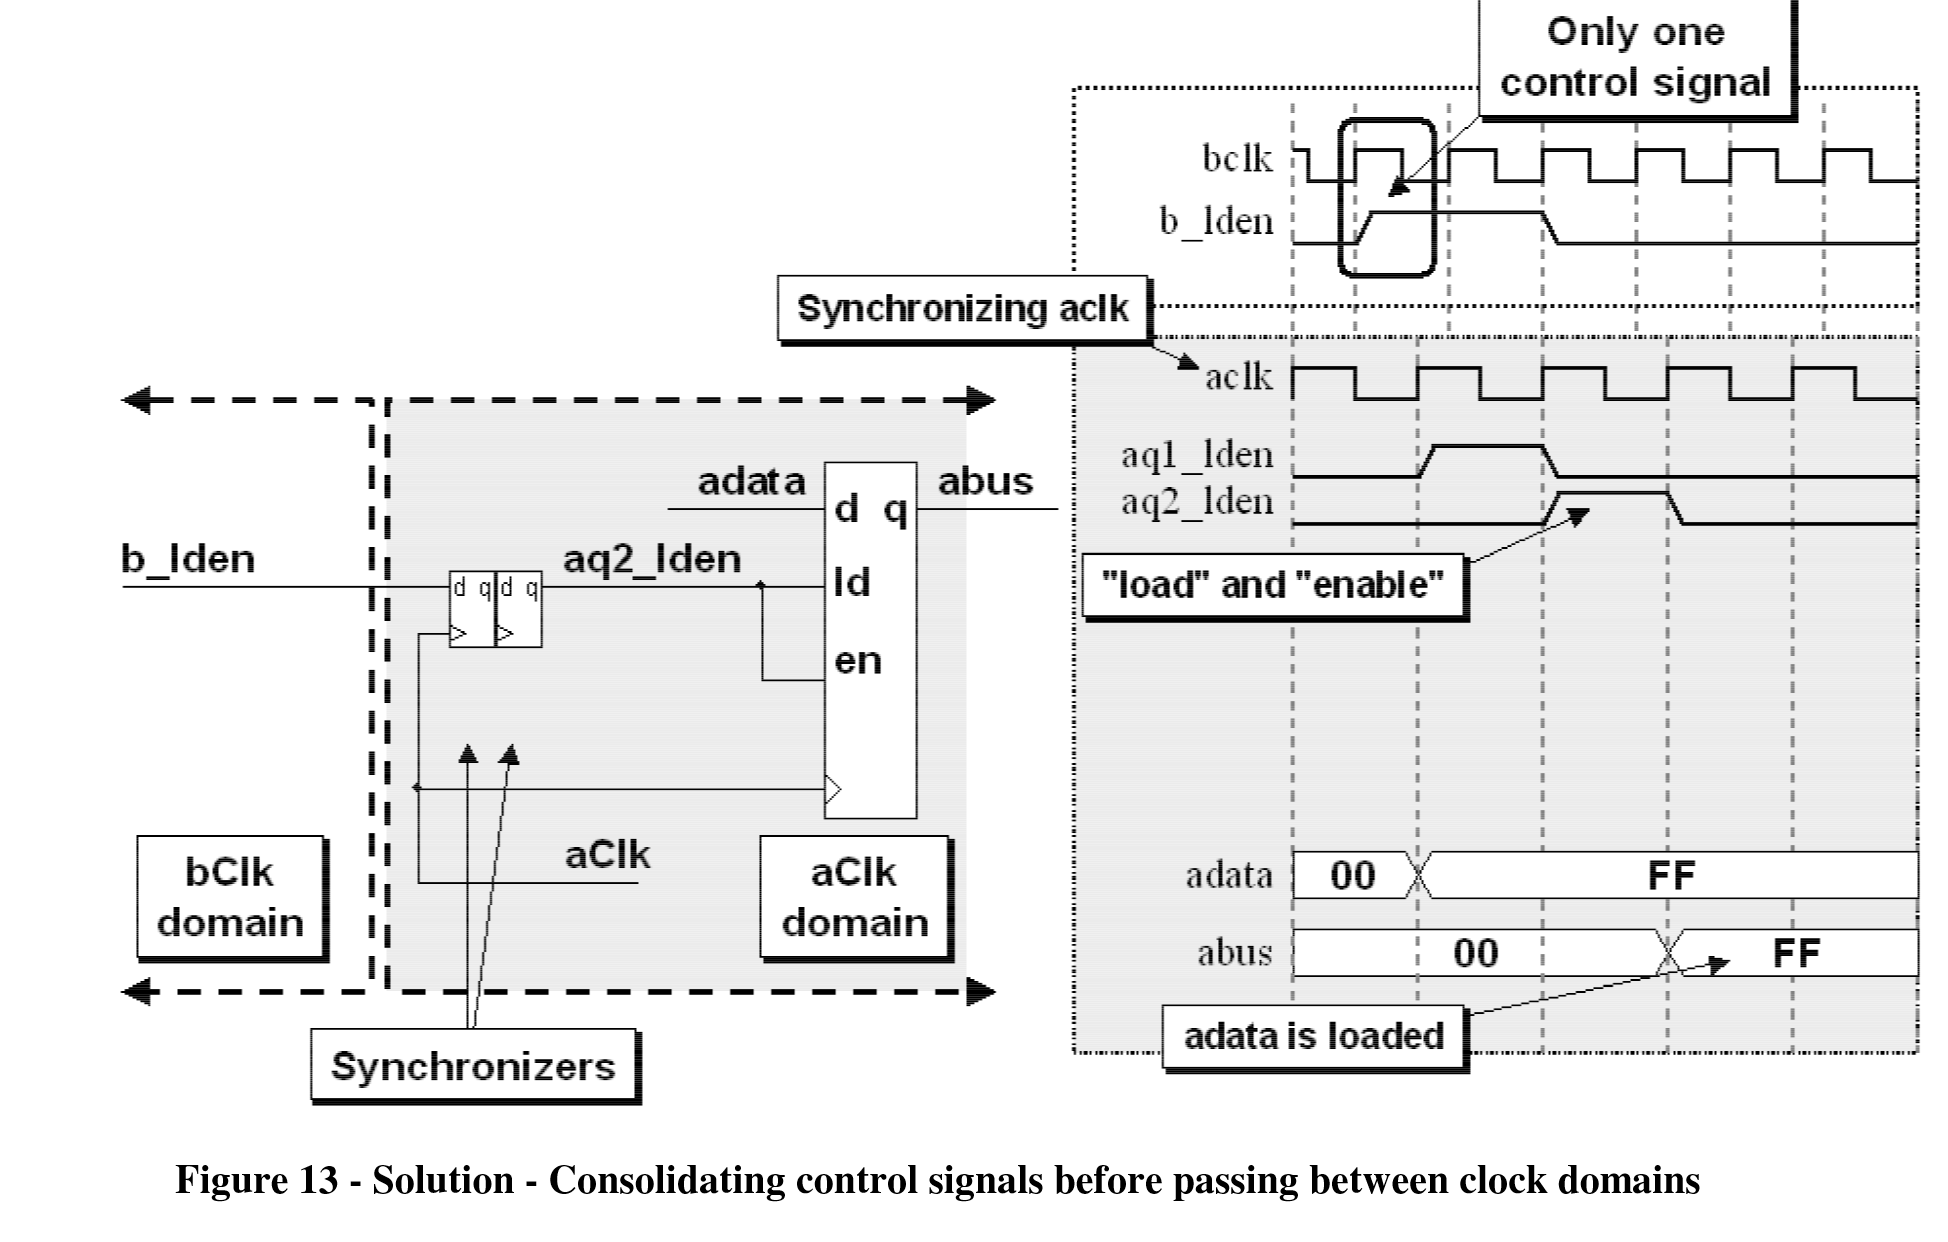 Only one
control signal
bclk
b_lden
Synchronizing aclk
aclk
aq1_lden
aq2_lden
"load" and "enable"
adata
abus
d q
b_lden
aq2_lden
ld
d q d q
en
aClk
bClk
domain
aClk
domain
Synchronizers
adata 00 FF
abus 00 FF
adata is loaded
Figure 13 - Solution - Consolidating control signals before passing between clock domains